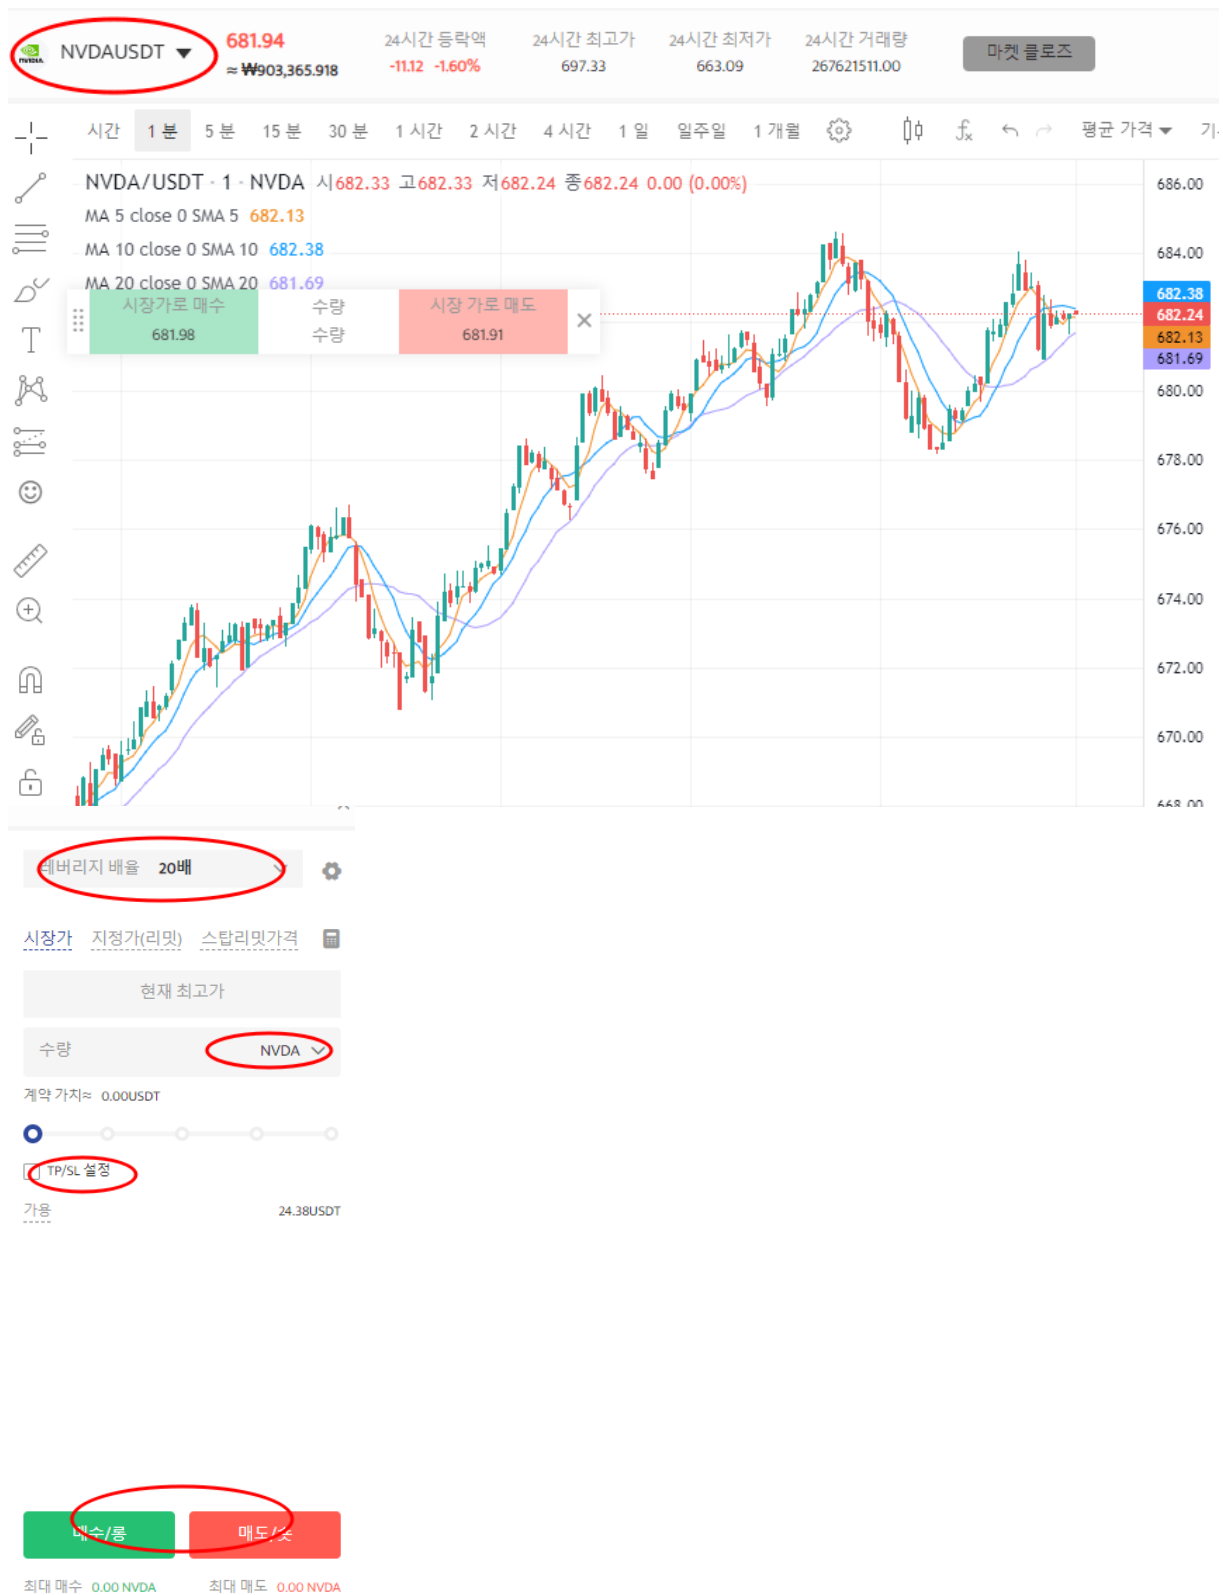 NVDAUSDT
681.94
≈ ₩903,365.918
24시간 등락액
-11.12 -1.60%
24시간 최고가
697.33
24시간 최저가
663.09
24시간 거래량
267621511.00
마켓 클로즈
시간 1 분 5 분 15 분 30 분 1 시간 2 시간 4 시간 1 일 일주일 1 개월 평균 가격
NVDA/USDT · 1 · NVDA 시682.33 고682.33 저682.24 종682.24 0.00 (0.00%)
MA 5 close 0 SMA 5 682.13
MA 10 close 0 SMA 10 682.38
MA 20 close 0 SMA 20 681.69
시장가로 매수 수량 시장 가로 매도
681.98 수량 681.91
686.00
684.00
682.38
682.24
682.13
681.69
680.00
678.00
676.00
674.00
672.00
670.00
668.00
레버리지 배율 20배
시장가 지정가(리밋) 스탑리밋가격
현재 최고가
수량 NVDA
계약 가치≈ 0.00USDT
TP/SL 설정
가용 24.38USDT
매수/롱 매도/숏
최대 매수 0.00 NVDA 최대 매도 0.00 NVDA